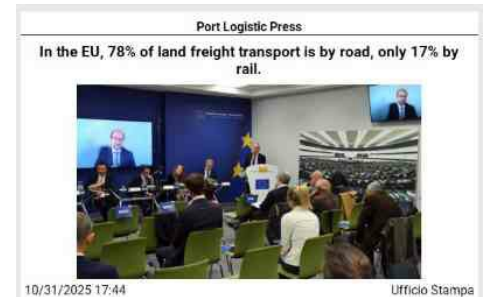 Port Logistic Press
In the EU, 78% of land freight transport is by road, only 17% by
rail.
10/31/2025 17:44
Ufficio Stampa